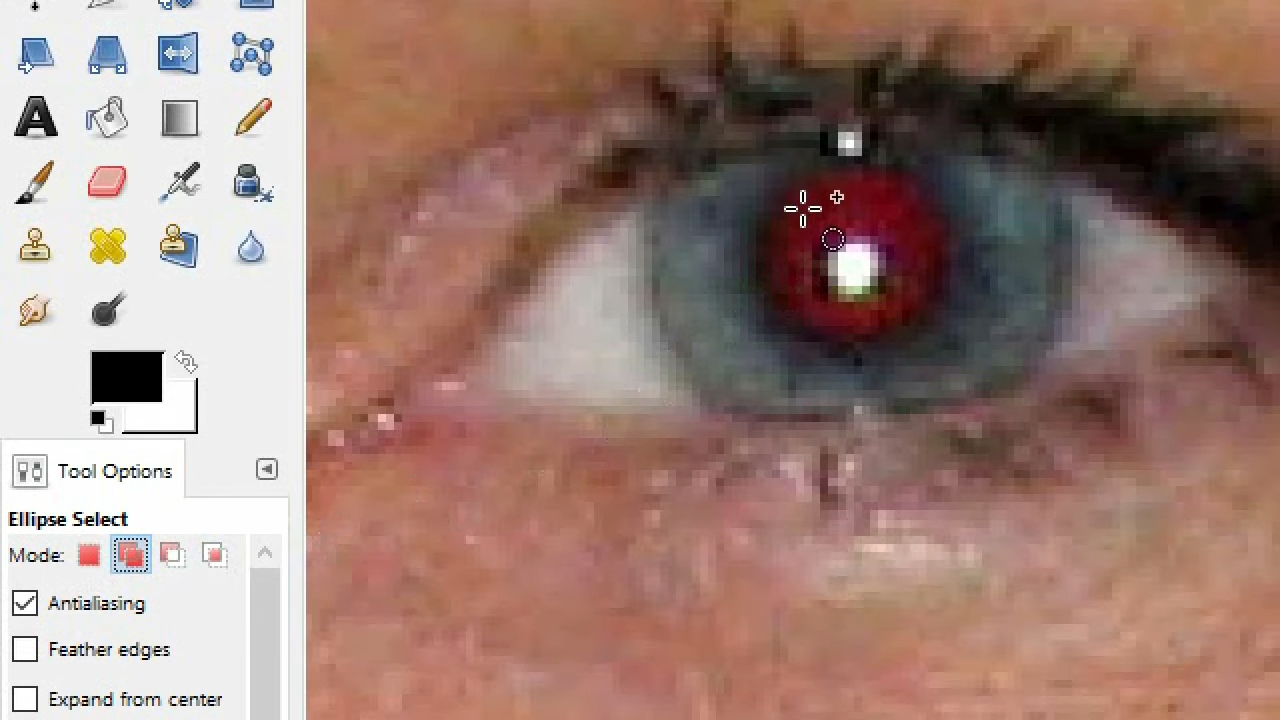 Tool Options
Ellipse Select
Mode:
Antialiasing
Feather edges
Expand from center